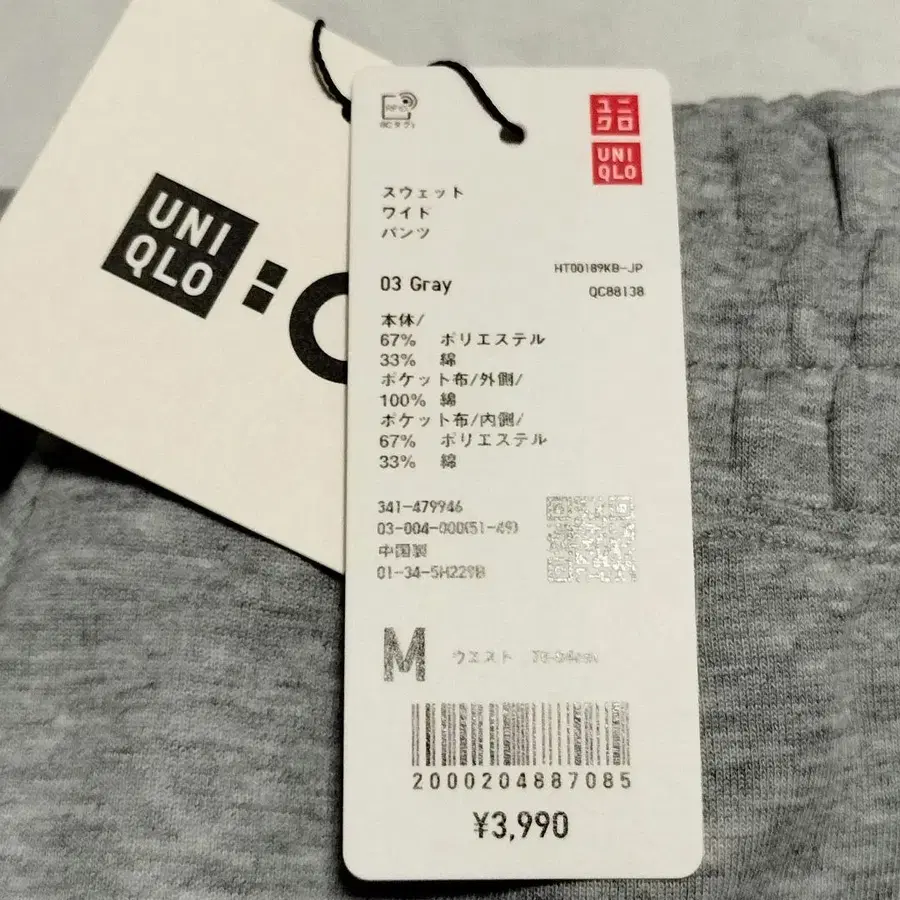 UNI
QLO
:C
RFID
ユニ
クロ
UNI
QLO
スウェット
ワイド
パンツ
HT00189KB-JP
03 Gray
QC88138
本体/
67% ポリエステル
33% 綿
ポケット布/外側/
100% 綿
ポケット布/内側/
67% ポリエステル
33% 綿
341-479946
03-004-000(51-49)
中国製
01-34-5H229B
M ウエスト
2000204887085
¥3,990